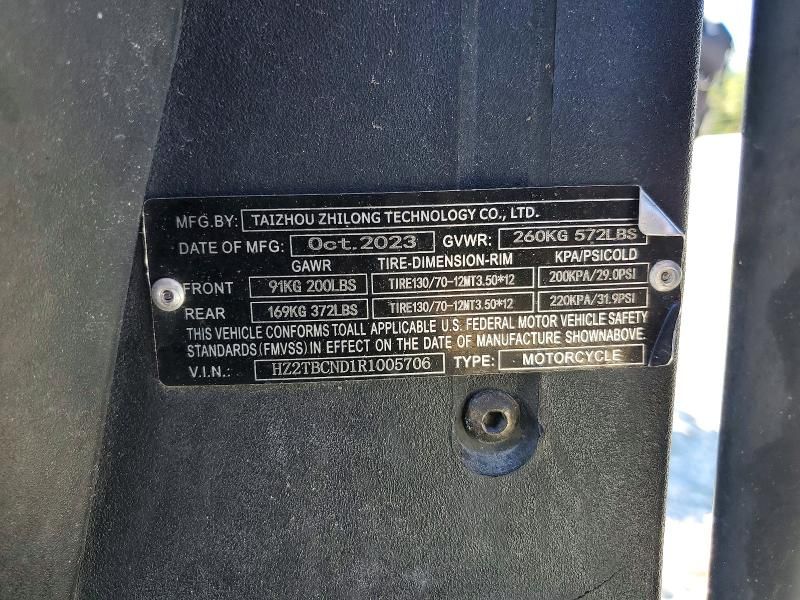 MFG.BY: TAIZHOU ZHILONG TECHNOLOGY CO., LTD.
DATE OF MFG: Oct.2023 GVWR: 260KG 572LBS
GAWR TIRE-DIMENSION-RIM KPA/PSICOLD
FRONT 91KG 200LBS TIRE130/70-12MT3.50*12 200KPA/29.0PSI
REAR 169KG 372LBS TIRE130/70-12MT3.50*12 220KPA/31.9PSI
THIS VEHICLE CONFORMS TOALL APPLICABLE U.S. FEDERAL MOTOR VEHICLE SAFETY
STANDARDS (FMVSS) IN EFFECT ON THE DATE OF MANUFACTURE SHOWNABOVE.
V.I.N.: HZ2TBCND1R1005706 TYPE: MOTORCYCLE